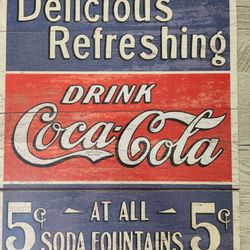 Delicious
Refreshing
DRINK
Coca-Cola
5¢ - AT ALL - 5¢
SODA FOUNTAINS